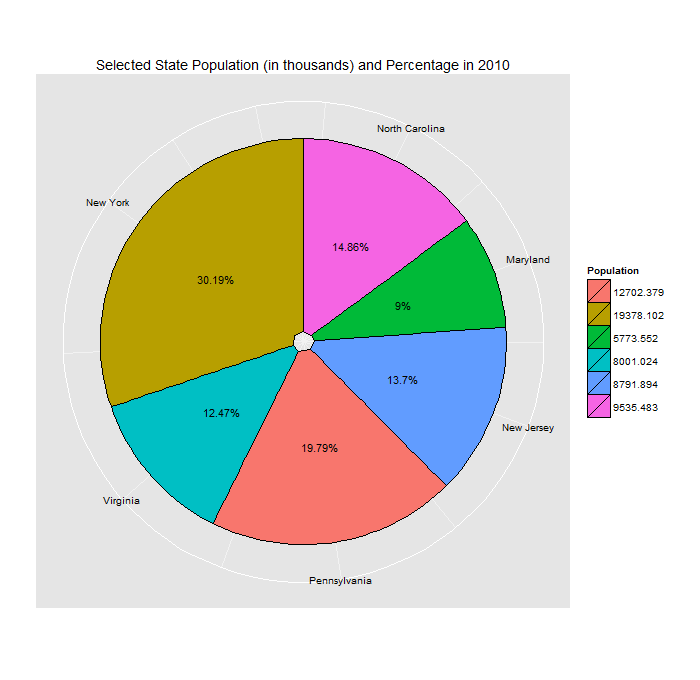 Selected State Population (in thousands) and Percentage in 2010
North Carolina
New York
14.86%
Maryland
30.19%
9%
13.7%
12.47%
New Jersey
19.79%
Virginia
Pennsylvania
Population
12702.379
19378.102
5773.552
8001.024
8791.894
9535.483